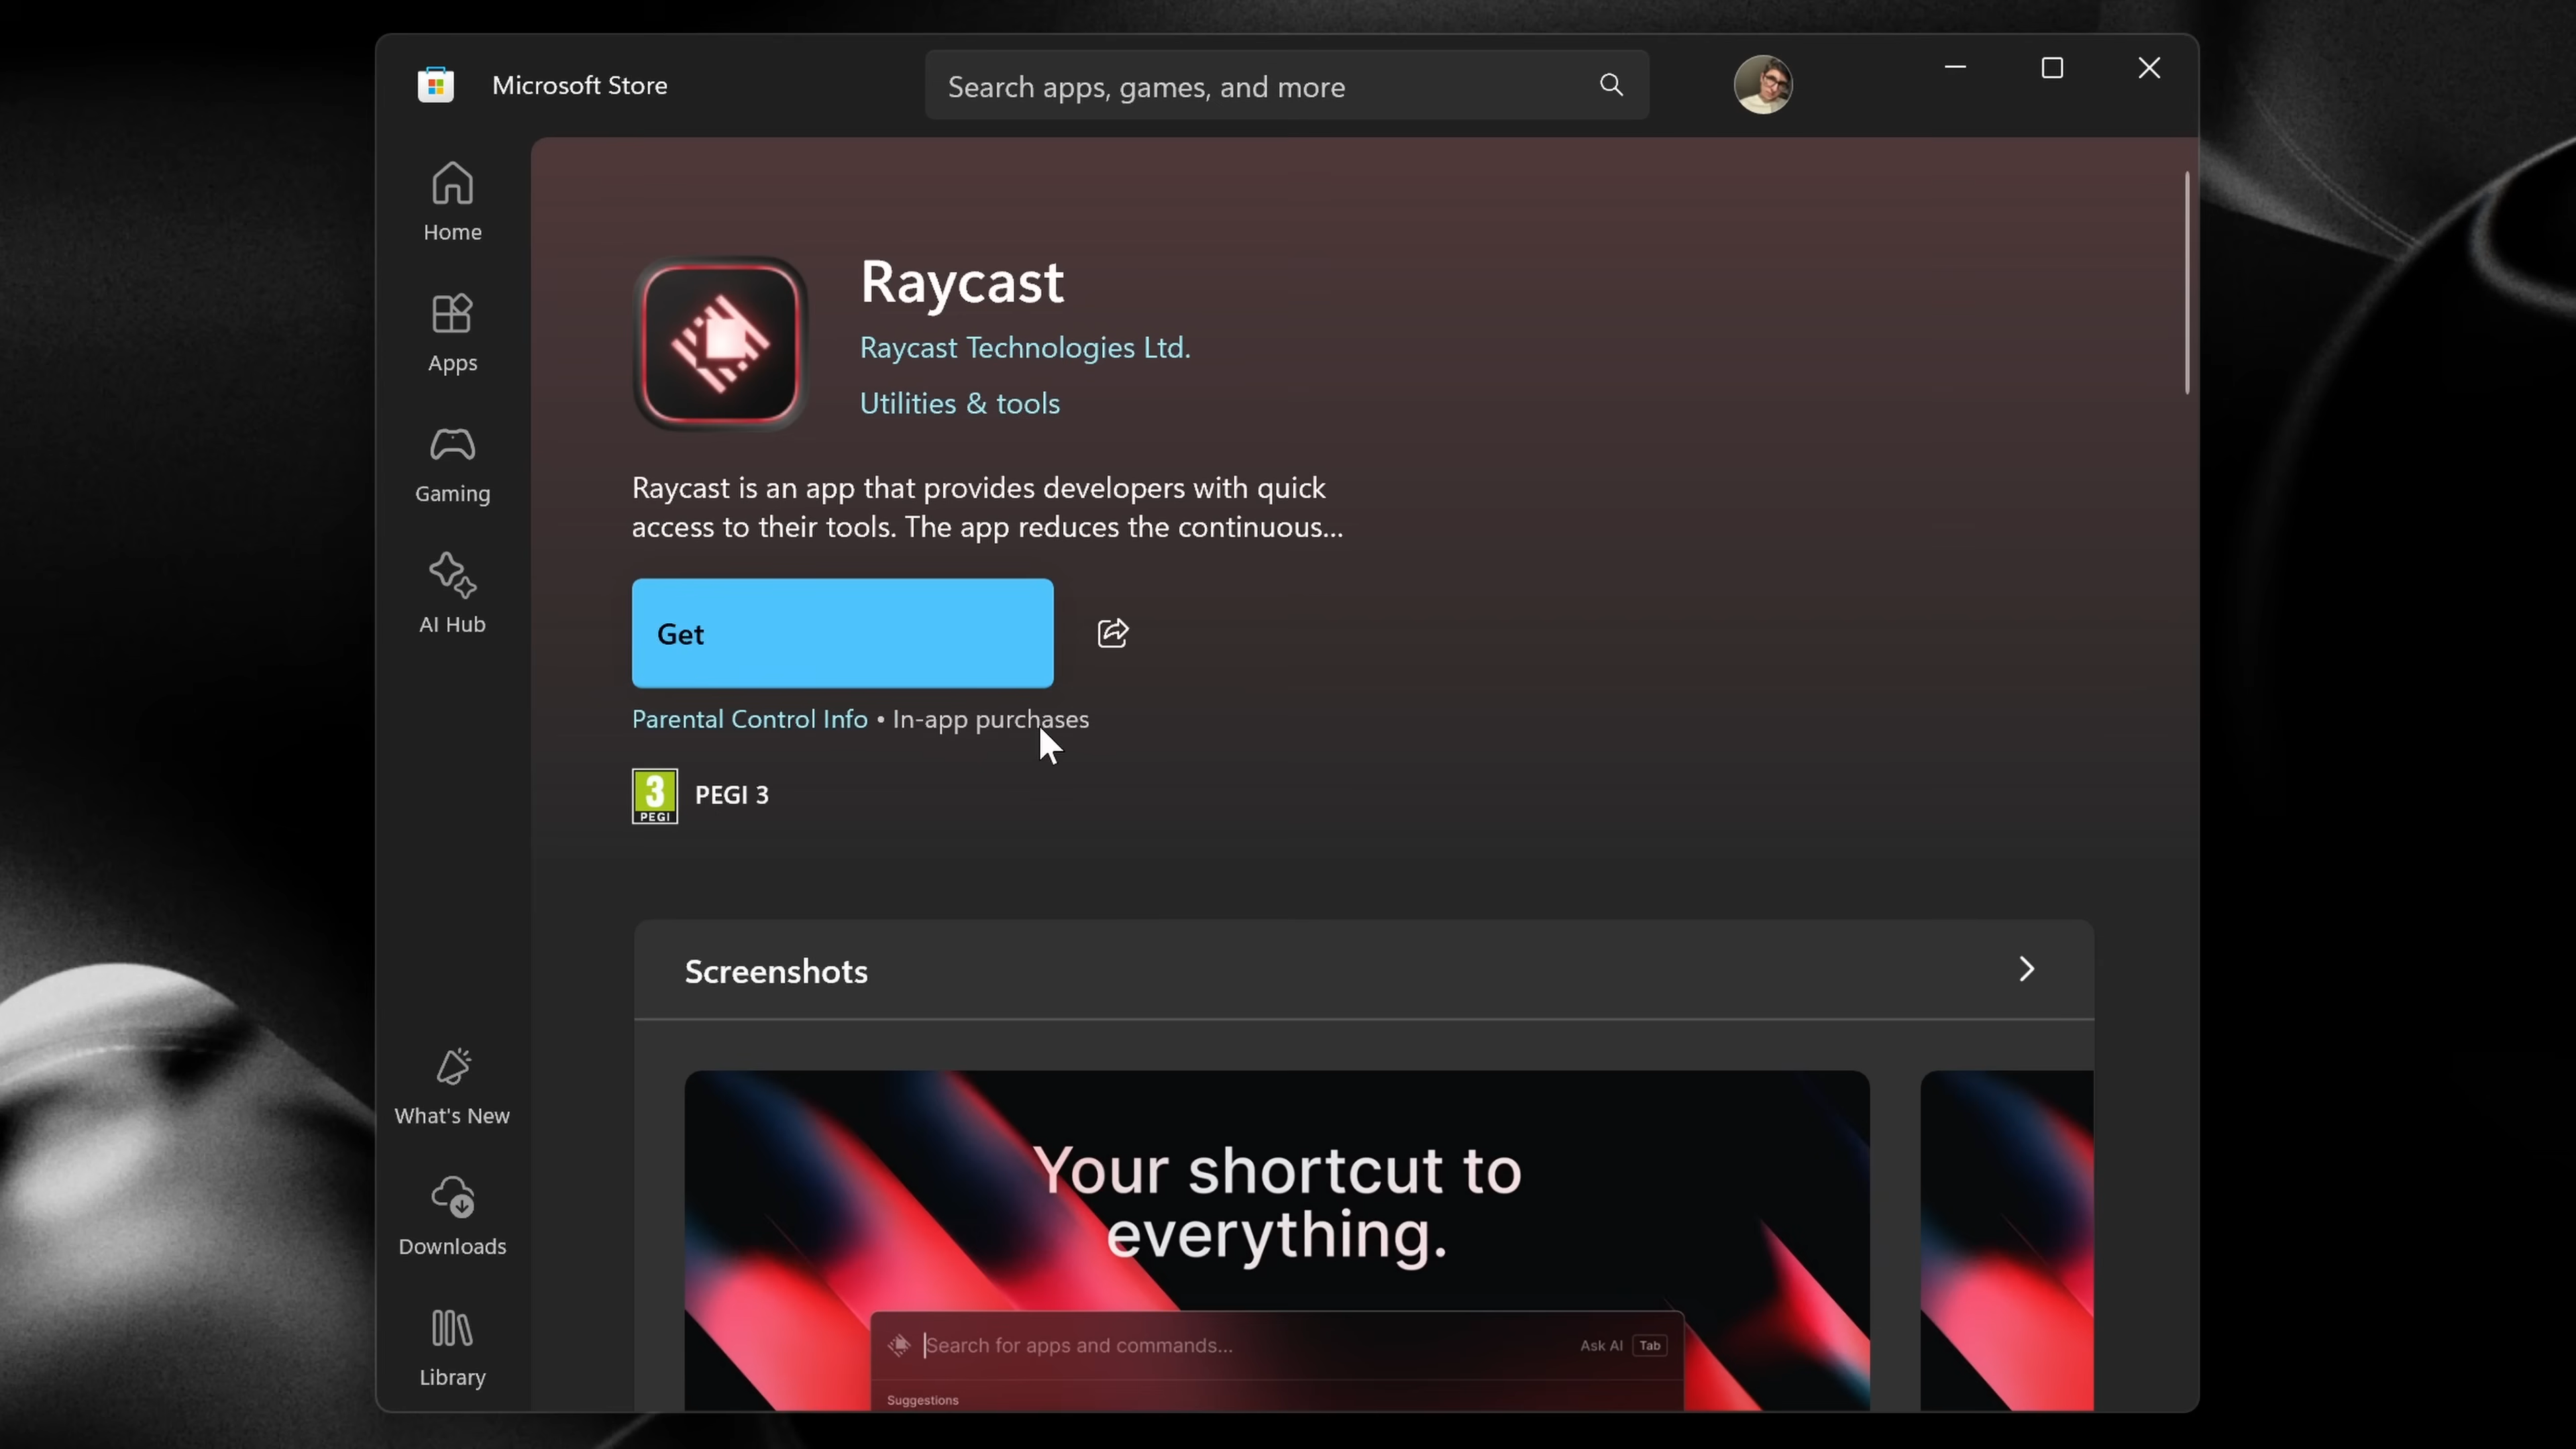 Microsoft Store
Search apps, games, and more
Home
Apps
Gaming
AI Hub
What's New
Downloads
Library
Raycast
Raycast Technologies Ltd.
Utilities & tools
Raycast is an app that provides developers with quick
access to their tools. The app reduces the continuous...
Get
Parental Control Info • In-app purchases
3
PEGI
PEGI 3
Screenshots
Your shortcut to
everything.
Search for apps and commands...
Ask AI Tab
Suggestions